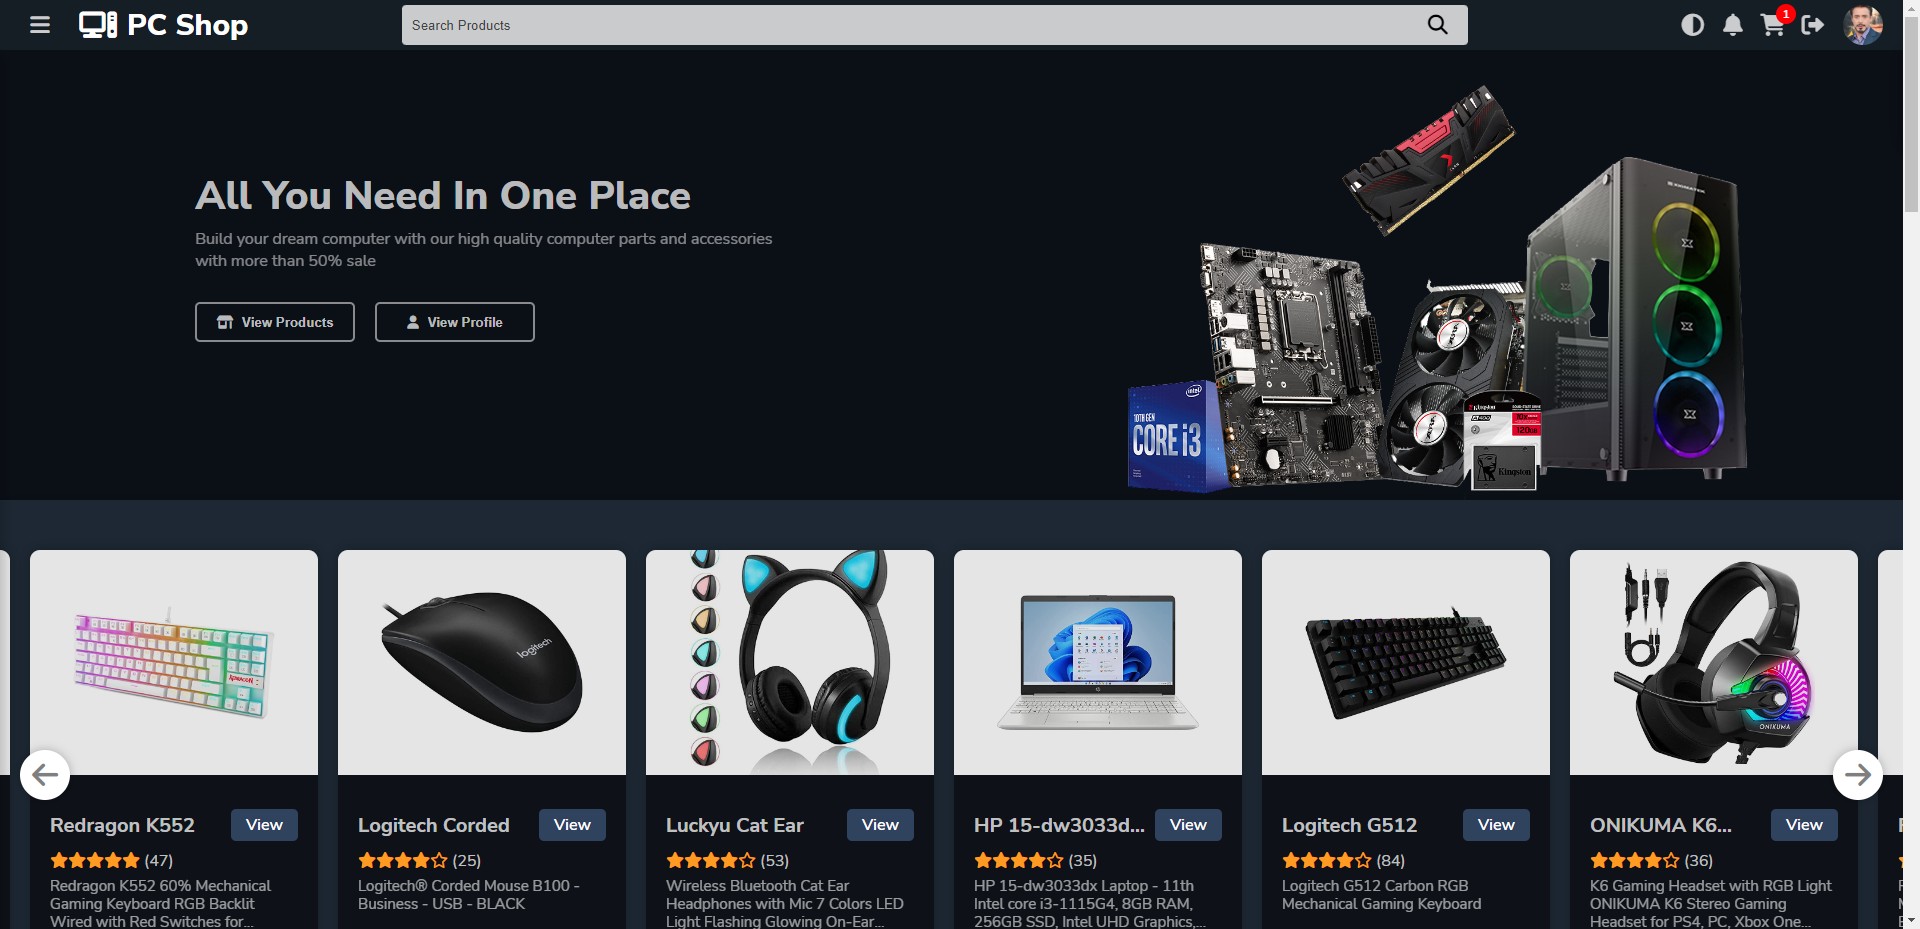 PC Shop
Search Products
1
All You Need In One Place
Build your dream computer with our high quality computer parts and accessories
with more than 50% sale
View Products
View Profile
XIGMATEK
intel
10TH GEN
CORE i3
Kingston
120GB
Kingston
logitech
REDRAGON
ONIKUMA
Redragon K552
View
47)
Redragon K552 60% Mechanical
Gaming Keyboard RGB Backlit
Wired with Red Switches for...
Logitech Corded
View
(25)
Logitech® Corded Mouse B100 -
Business - USB - BLACK
Luckyu Cat Ear
View
(53)
Wireless Bluetooth Cat Ear
Headphones with Mic 7 Colors LED
Light Flashing Glowing On-Ear...
HP 15-dw3033d...
View
(35)
HP 15-dw3033dx Laptop - 11th
Intel core i3-1115G4, 8GB RAM,
256GB SSD, Intel UHD Graphics,...
Logitech G512
View
(84)
Logitech G512 Carbon RGB
Mechanical Gaming Keyboard
ONIKUMA K6...
View
(36)
K6 Gaming Headset with RGB Light
ONIKUMA K6 Stereo Gaming
Headset for PS4, PC, Xbox One...